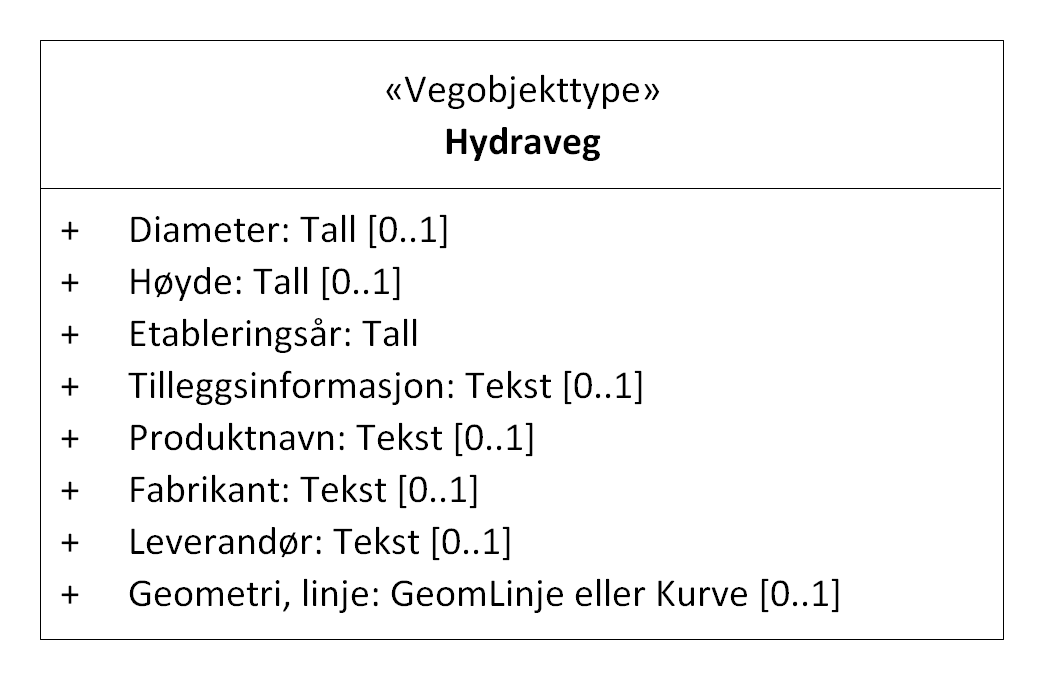 «Vegobjekttype»
Hydraveg
+ Diameter: Tall [0..1]
+ Høyde: Tall [0..1]
+ Etableringsår: Tall
+ Tilleggsinformasjon: Tekst [0..1]
+ Produktnavn: Tekst [0..1]
+ Fabrikant: Tekst [0..1]
+ Leverandør: Tekst [0..1]
+ Geometri, linje: GeomLinje eller Kurve [0..1]